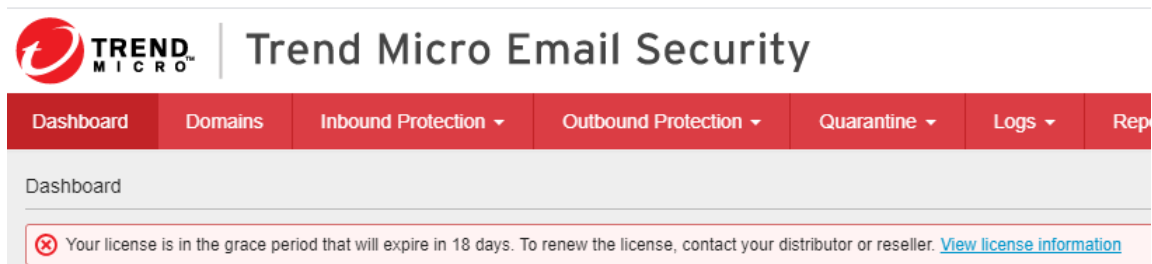 TREND MICRO™ Trend Micro Email Security
Dashboard Domains Inbound Protection Outbound Protection Quarantine Logs
Dashboard
Your license is in the grace period that will expire in 18 days. To renew the license, contact your distributor or reseller. View license information